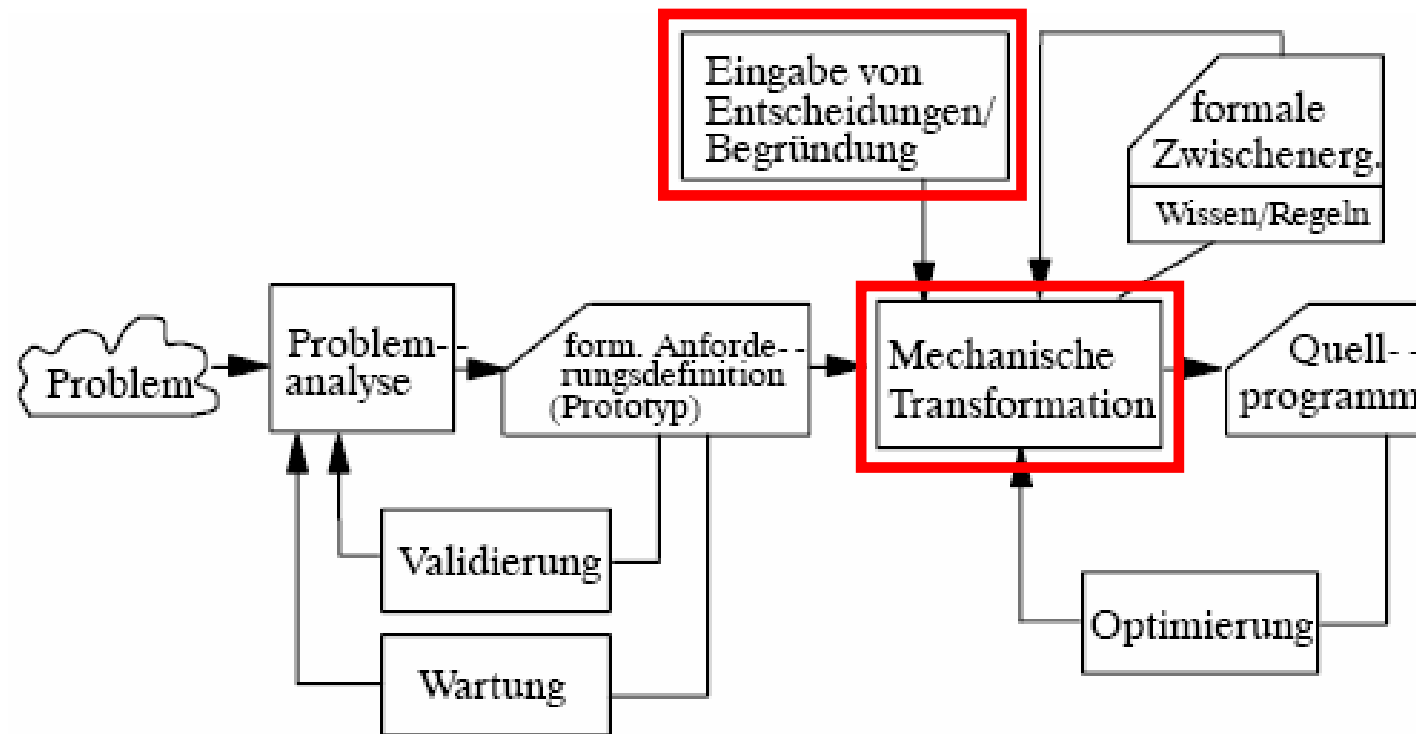 Eingabe von
Entscheidungen/
Begründung
formale
Zwischenerg.
Wissen/Regeln
Problem
Problem--
analyse
form. Anforde--
rungsdefinition
(Prototyp)
Mechanische
Transformation
Quell--
programm
Validierung
Wartung
Optimierung